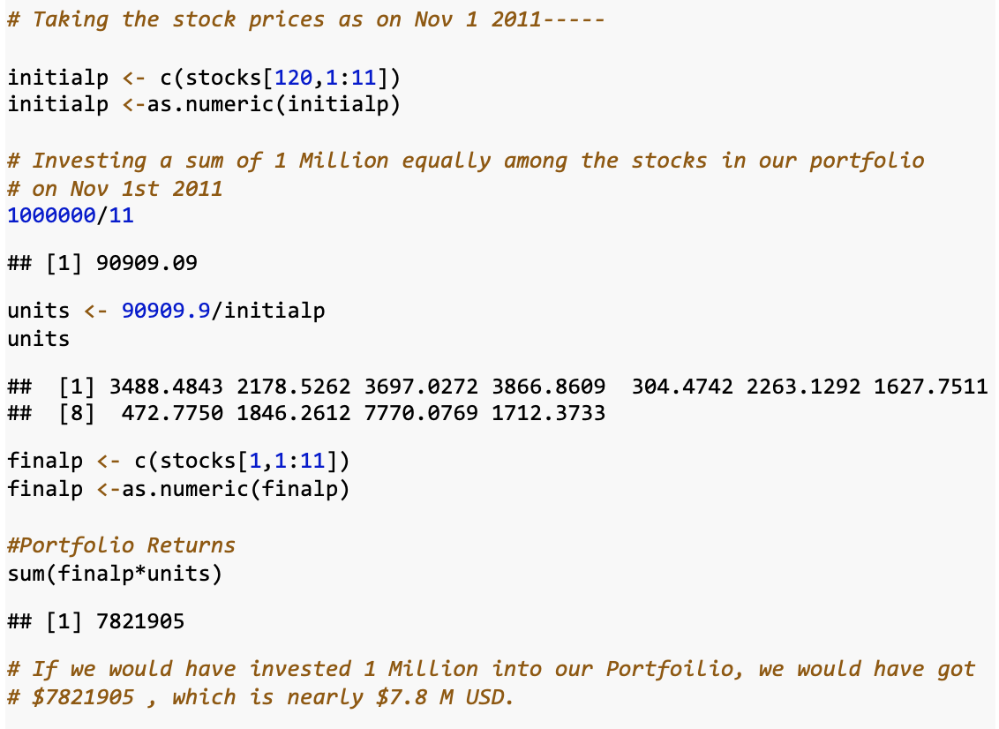 # Taking the stock prices as on Nov 1 2011-----
initialp <- c(stocks[120,1:11])
initialp <-as.numeric(initialp)
# Investing a sum of 1 Million equally among the stocks in our portfolio
# on Nov 1st 2011
1000000/11
## [1] 90909.09
units <- 90909.9/initialp
units
##  [1] 3488.4843 2178.5262 3697.0272 3866.8609  304.4742 2263.1292 1627.7511
##  [8]  472.7750 1846.2612 7770.0769 1712.3733
finalp <- c(stocks[1,1:11])
finalp <-as.numeric(finalp)
#Portfolio Returns
sum(finalp*units)
## [1] 7821905
# If we would have invested 1 Million into our Portfoilio, we would have got
# $7821905 , which is nearly $7.8 M USD.